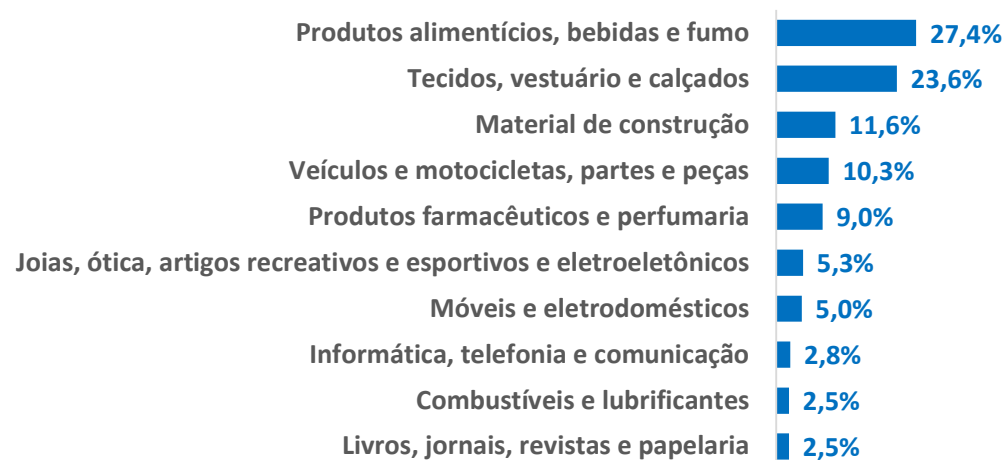 Produtos alimentícios, bebidas e fumo 27,4%
Tecidos, vestuário e calçados 23,6%
Material de construção 11,6%
Veículos e motocicletas, partes e peças 10,3%
Produtos farmacêuticos e perfumaria 9,0%
Joias, ótica, artigos recreativos e esportivos e eletroeletônicos 5,3%
Móveis e eletrodomésticos 5,0%
Informática, telefonia e comunicação 2,8%
Combustíveis e lubrificantes 2,5%
Livros, jornais, revistas e papelaria 2,5%